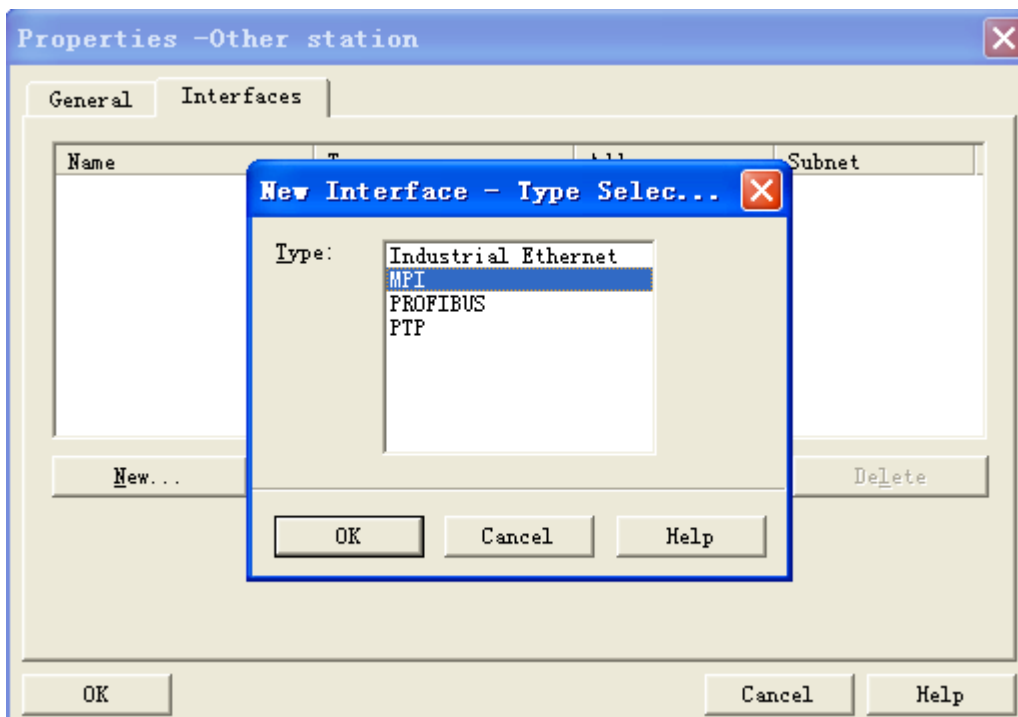 Properties -Other station
General Interfaces
Name Subnet
New Interface - Type Selec...
Type:
Industrial Ethernet
MPI
PROFIBUS
PTP
New... Delete
OK Cancel Help
OK Cancel Help